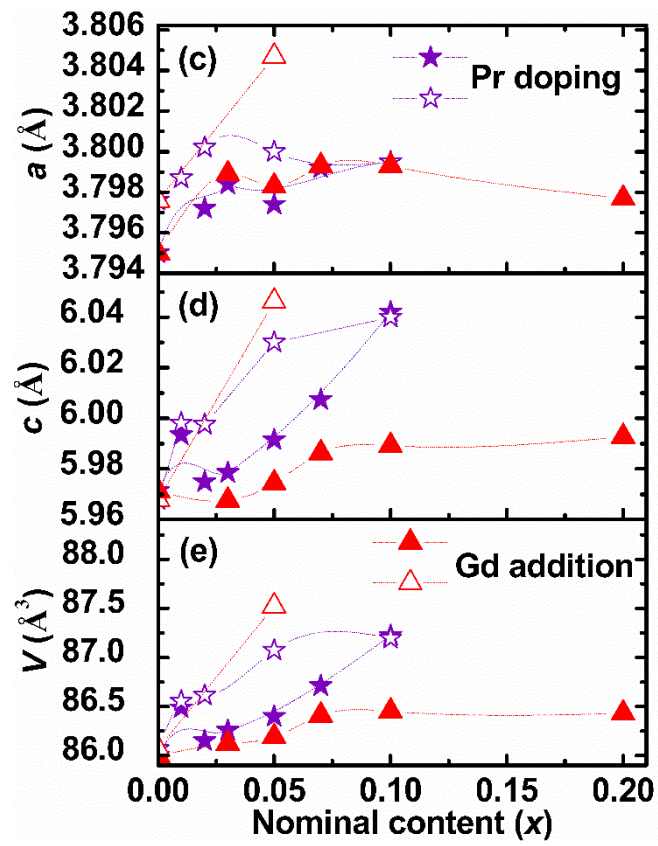 3.806
(c)
Pr doping
3.804
3.802
3.800
3.798
3.796
3.794
a (Å)
(d)
6.04
6.02
6.00
5.98
5.96
c (Å)
(e)
Gd addition
88.0
87.5
87.0
86.5
86.0
V (Å³)
0.00 0.05 0.10 0.15 0.20
Nominal content (x)